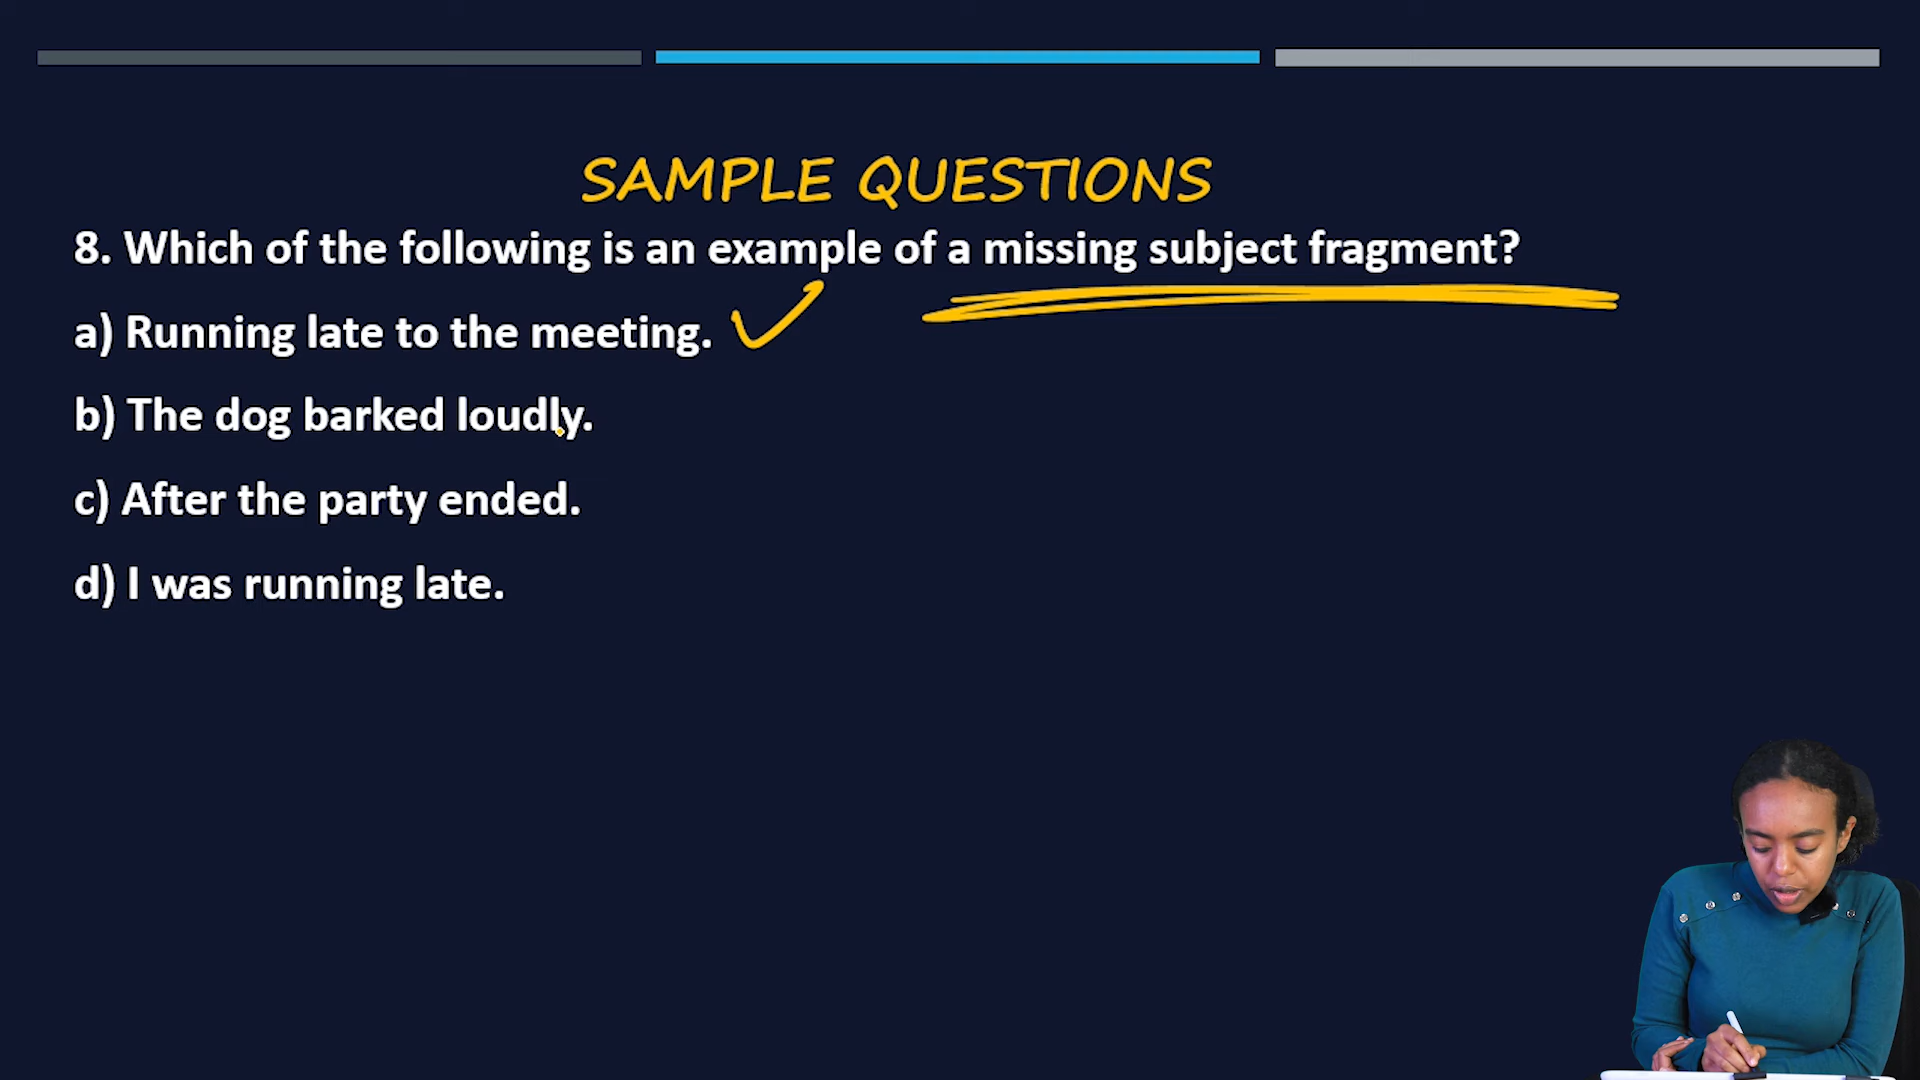 SAMPLE QUESTIONS
8. Which of the following is an example of a missing subject fragment?
a) Running late to the meeting.
b) The dog barked loudly.
c) After the party ended.
d) I was running late.